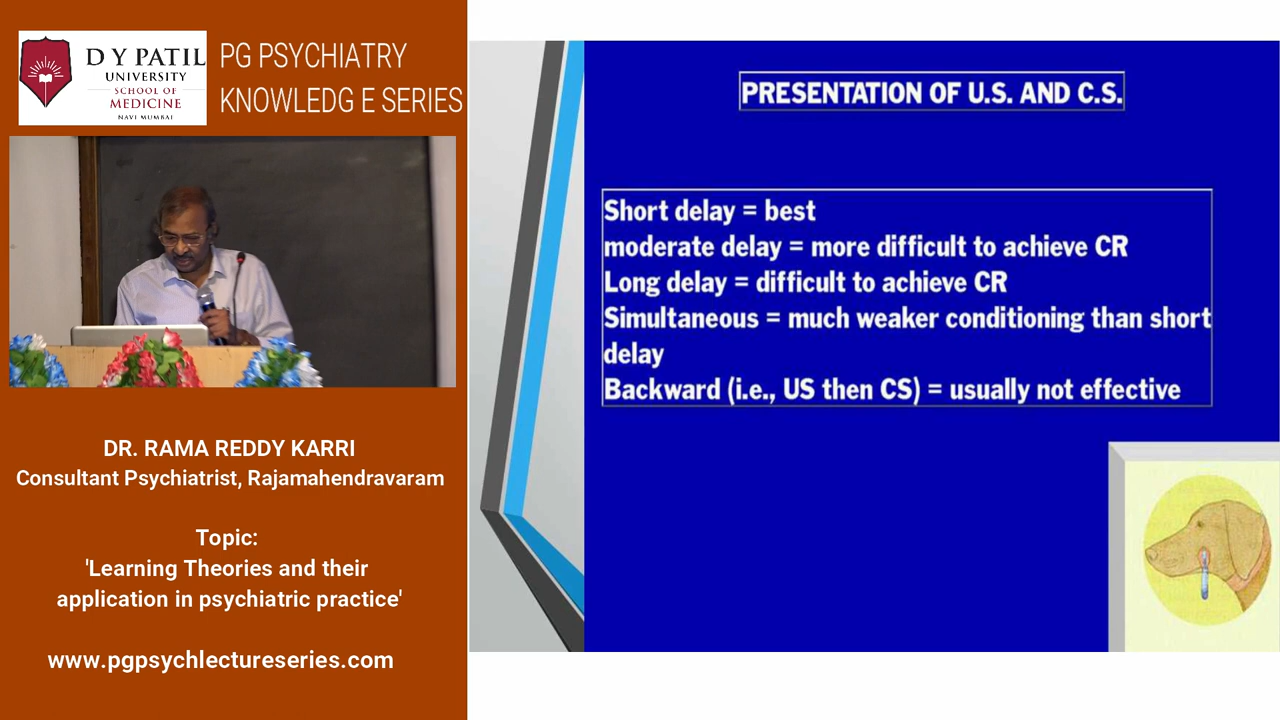 D Y PATIL
UNIVERSITY
SCHOOL OF
MEDICINE
NAVI MUMBAI
PG PSYCHIATRY
KNOWLEDG E SERIES
DR. RAMA REDDY KARRI
Consultant Psychiatrist, Rajamahendravaram
Topic:
'Learning Theories and their
application in psychiatric practice'
www.pgpsychlectureseries.com
PRESENTATION OF U.S. AND C.S.
Short delay = best
moderate delay = more difficult to achieve CR
Long delay = difficult to achieve CR
Simultaneous = much weaker conditioning than short
delay
Backward (i.e., US then CS) = usually not effective